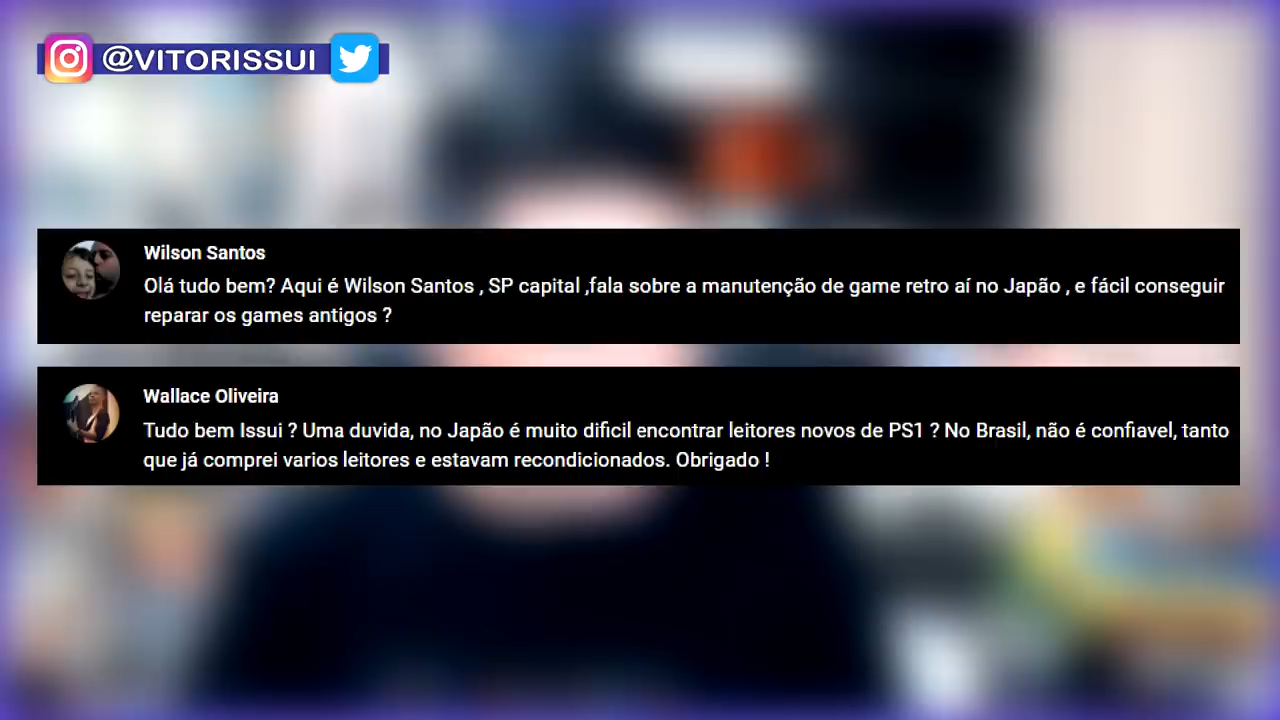 @VITORISSUI
Wilson Santos
Olá tudo bem? Aqui é Wilson Santos , SP capital ,fala sobre a manutenção de game retro aí no Japão , e fácil conseguir
reparar os games antigos ?
Wallace Oliveira
Tudo bem Issui ? Uma duvida, no Japão é muito dificil encontrar leitores novos de PS1 ? No Brasil, não é confiavel, tanto
que já comprei varios leitores e estavam recondicionados. Obrigado !